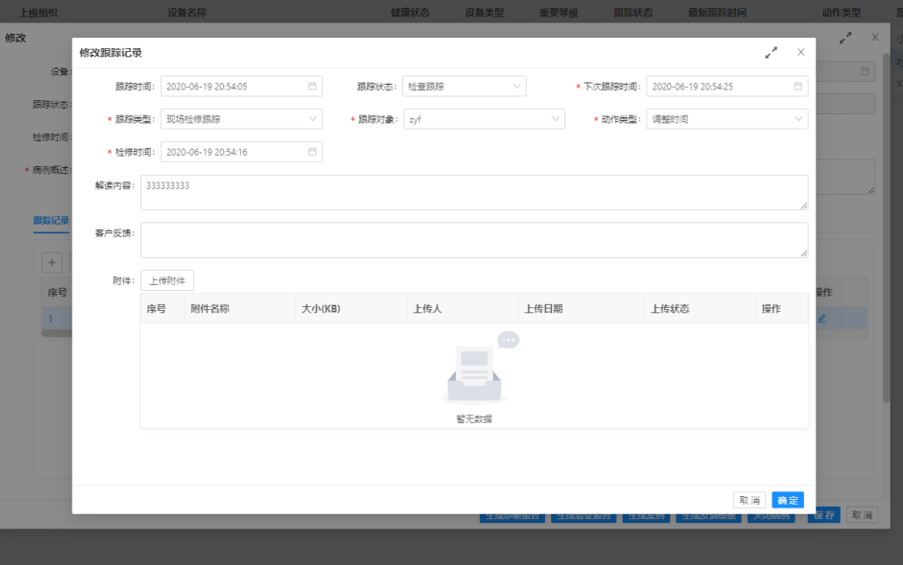 上级组织 设备名称 健康状态 设备类型 重要等级 跟踪状态 最新跟踪时间 动作类型
修改
设备:
跟踪状态:
检修时间:
* 病例概述:
跟踪记录
序号
1
操作
修改跟踪记录
跟踪时间: 2020-06-19 20:54:05 跟踪状态: 检查跟踪 * 下次跟踪时间: 2020-06-19 20:54:25
* 跟踪类型: 现场检修跟踪 * 跟踪对象: zyf * 动作类型: 调整时间
* 检修时间: 2020-06-19 20:54:16
解读内容: 333333333
客户反馈:
附件: 上传附件
序号 附件名称 大小(KB) 上传人 上传日期 上传状态 操作
暂无数据
取消 确定
保存 取消